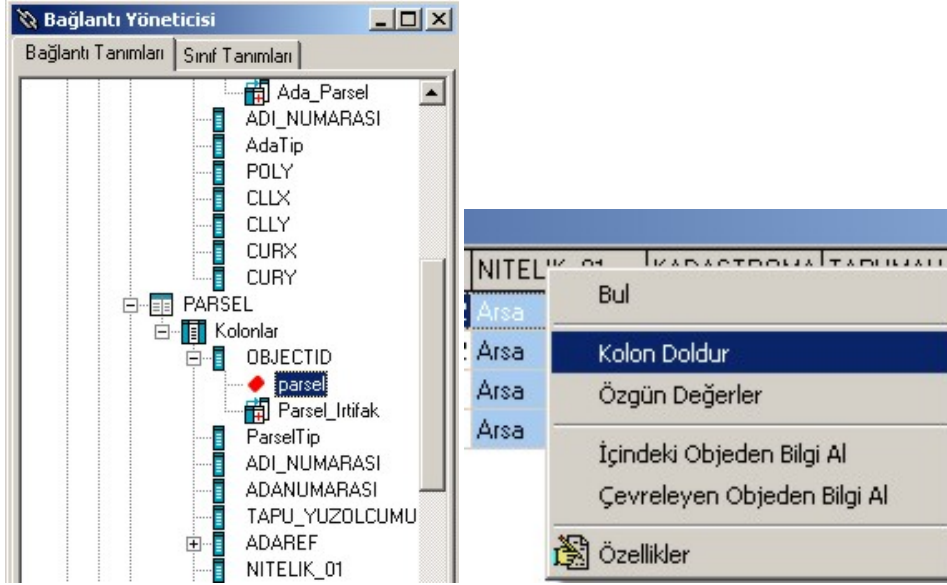 Bağlantı Yöneticisi
Bağlantı Tanımları
Sınıf Tanımları
Ada_Parsel
ADI_NUMARASI
AdaTip
POLY
CLLX
CLLY
CURX
CURY
PARSEL
Kolonlar
OBJECTID
parsel
Parsel_Irtifak
ParselTip
ADI_NUMARASI
ADANUMARASI
TAPU_YUZOLCUMU
ADAREF
NITELIK_01
NITELIK_01
Arsa
Arsa
Arsa
Arsa
Bul
Kolon Doldur
Özgün Değerler
İçindeki Objeden Bilgi Al
Çevreleyen Objeden Bilgi Al
Özellikler